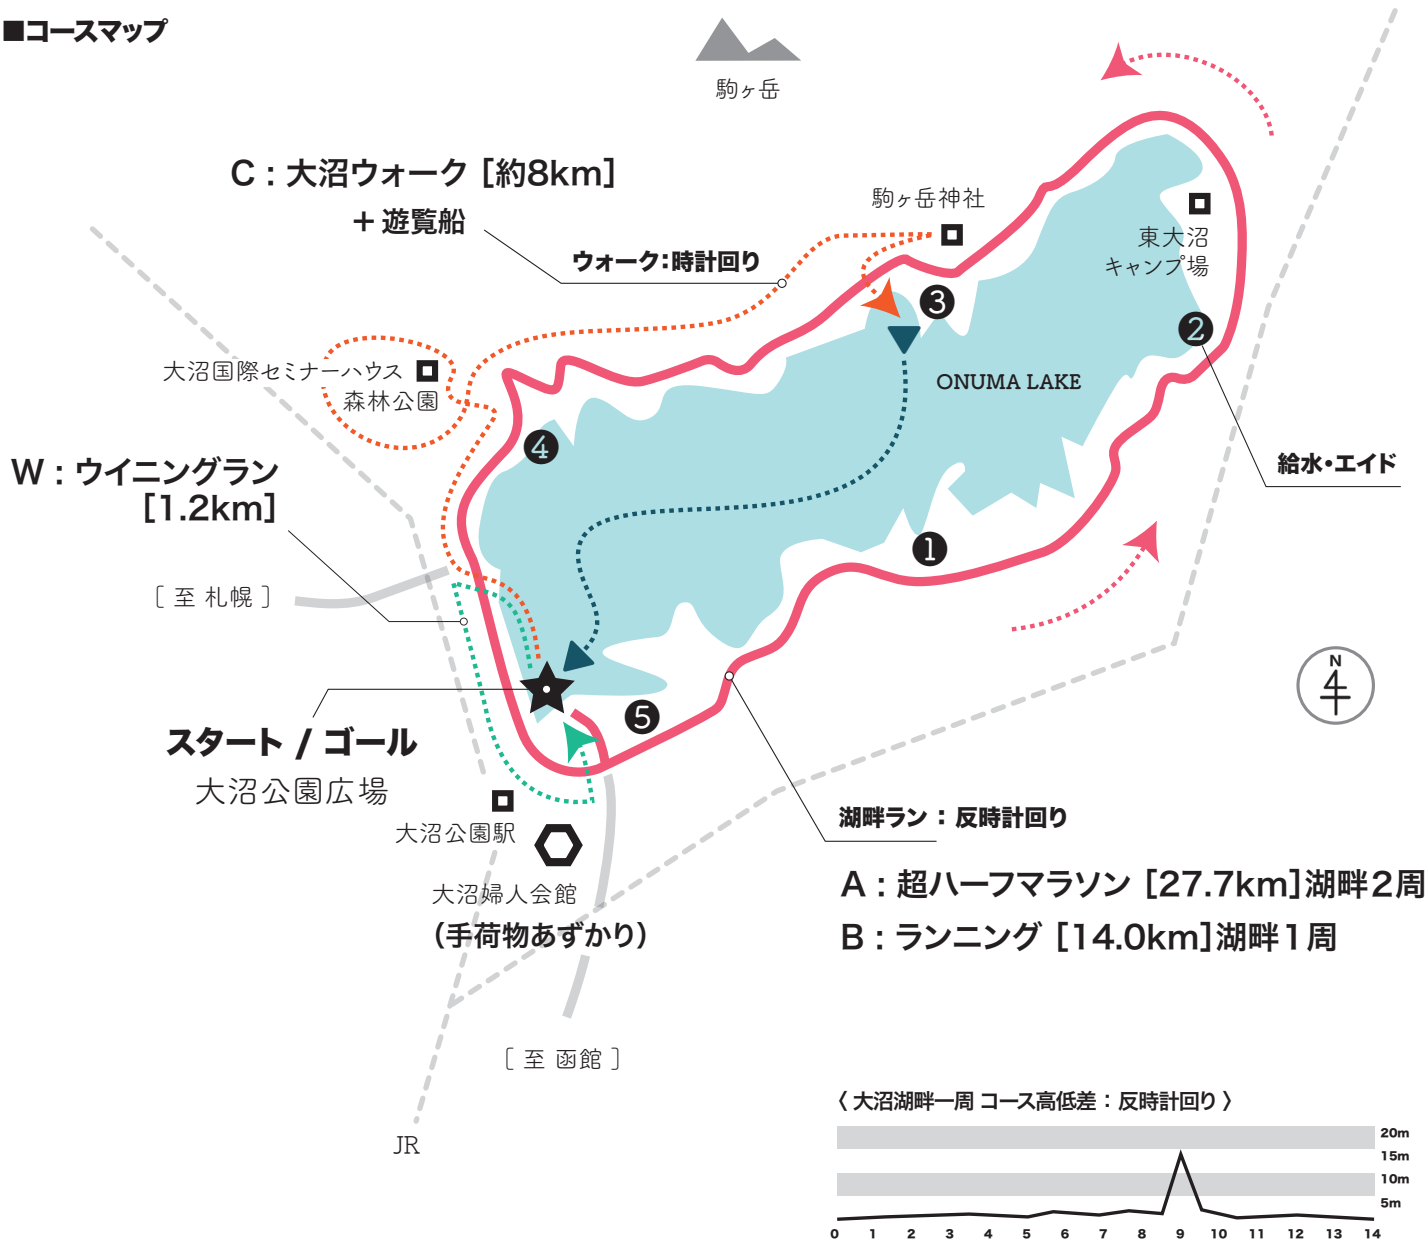 ■コースマップ
駒ヶ岳
C：大沼ウォーク［約8km］
＋遊覧船
ウォーク：時計回り
駒ヶ岳神社
東大沼
キャンプ場
❸
❷
ONUMA LAKE
大沼国際セミナーハウス
森林公園
❹
W：ウイニングラン
［1.2km］
給水・エイド
❶
［至 札幌］
N
❺
スタート / ゴール
大沼公園広場
大沼公園駅
大沼婦人会館
（手荷物あずかり）
湖畔ラン：反時計回り
A：超ハーフマラソン［27.7km］湖畔2周
B：ランニング［14.0km］湖畔1周
［至 函館］
JR
〈 大沼湖畔一周 コース高低差：反時計回り 〉
20m
15m
10m
5m
0 1 2 3 4 5 6 7 8 9 10 11 12 13 14